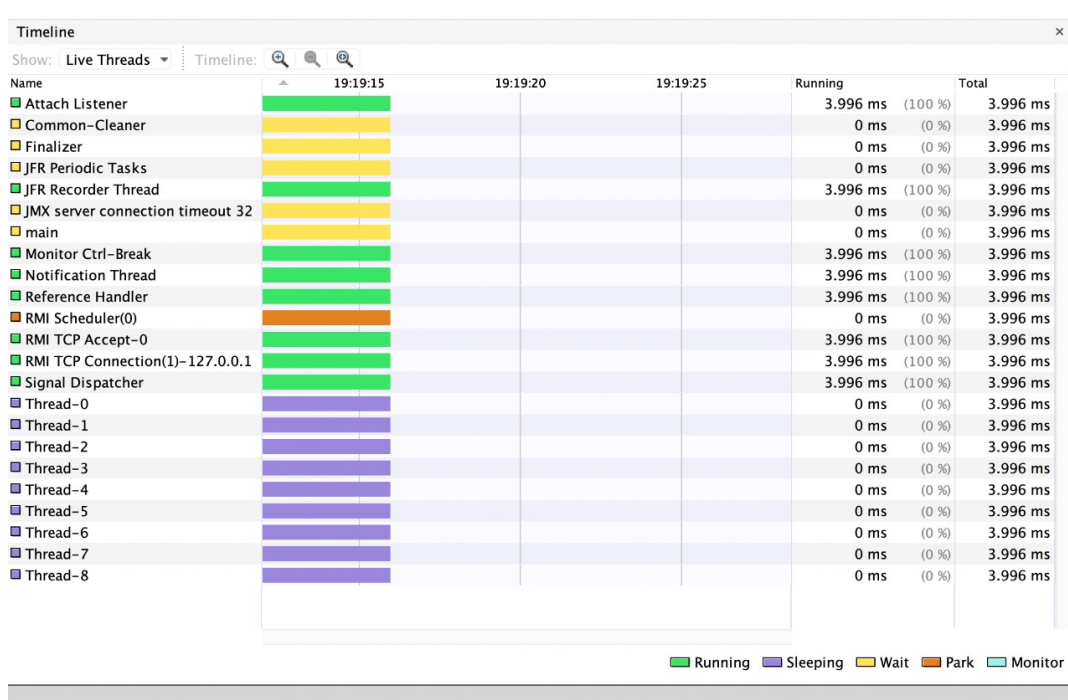 Timeline ×
Show: Live Threads Timeline:
Name 19:19:15 19:19:20 19:19:25 Running Total
Attach Listener 3.996 ms (100 %) 3.996 ms
Common-Cleaner 0 ms (0 %) 3.996 ms
Finalizer 0 ms (0 %) 3.996 ms
JFR Periodic Tasks 0 ms (0 %) 3.996 ms
JFR Recorder Thread 3.996 ms (100 %) 3.996 ms
JMX server connection timeout 32 0 ms (0 %) 3.996 ms
main 0 ms (0 %) 3.996 ms
Monitor Ctrl-Break 3.996 ms (100 %) 3.996 ms
Notification Thread 3.996 ms (100 %) 3.996 ms
Reference Handler 3.996 ms (100 %) 3.996 ms
RMI Scheduler(0) 0 ms (0 %) 3.996 ms
RMI TCP Accept-0 3.996 ms (100 %) 3.996 ms
RMI TCP Connection(1)-127.0.0.1 3.996 ms (100 %) 3.996 ms
Signal Dispatcher 3.996 ms (100 %) 3.996 ms
Thread-0 0 ms (0 %) 3.996 ms
Thread-1 0 ms (0 %) 3.996 ms
Thread-2 0 ms (0 %) 3.996 ms
Thread-3 0 ms (0 %) 3.996 ms
Thread-4 0 ms (0 %) 3.996 ms
Thread-5 0 ms (0 %) 3.996 ms
Thread-6 0 ms (0 %) 3.996 ms
Thread-7 0 ms (0 %) 3.996 ms
Thread-8 0 ms (0 %) 3.996 ms
Running Sleeping Wait Park Monitor